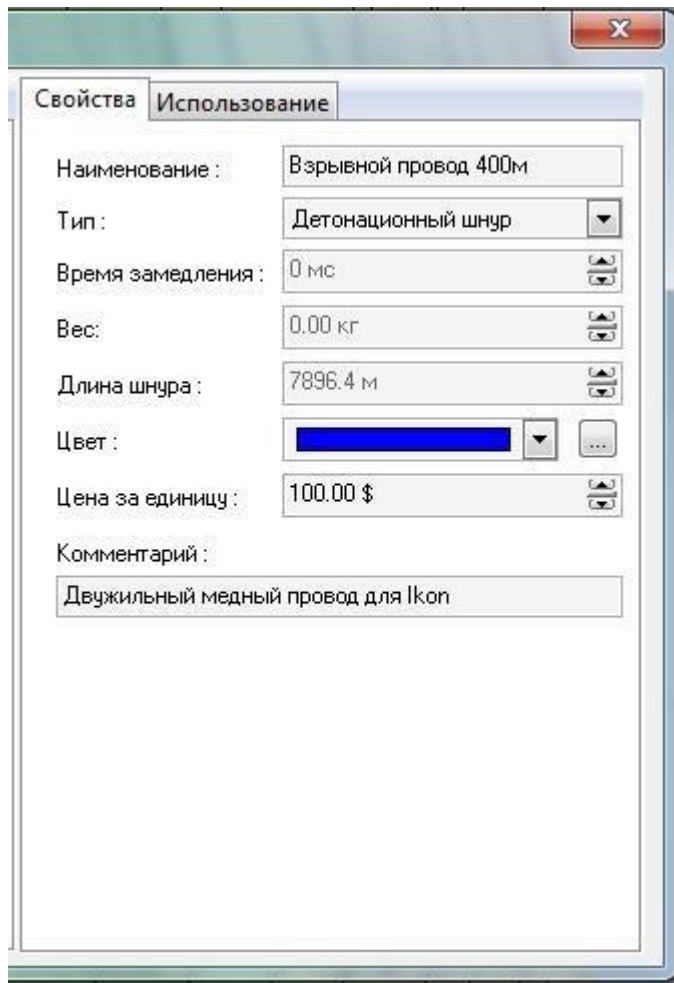 Свойства
Использование
Наименование :
Взрывной провод 400м
Тип :
Детонационный шнур
Время замедления :
0 мс
Вес:
0.00 кг
Длина шнура :
7896.4 м
Цвет :
...
Цена за единицу :
100.00 $
Комментарий :
Двужильный медный провод для Ikon